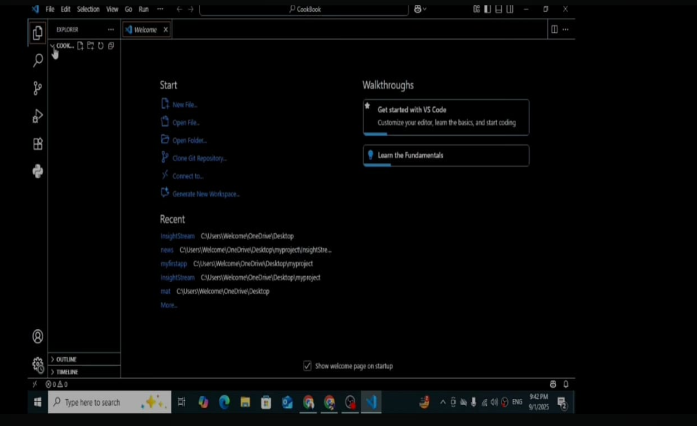 File Edit Selection View Go Run ... CookBook
EXPLORER ... Welcome X
COOK...
Start
New File...
Open File...
Open Folder...
Clone Git Repository...
Connect to...
Generate New Workspace...
Recent
InsightStream C:\Users\Welcome\OneDrive\Desktop
news C:\Users\Welcome\OneDrive\Desktop\myproject\InsightStre...
myfirstapp C:\Users\Welcome\OneDrive\Desktop\myproject
InsightStream C:\Users\Welcome\OneDrive\Desktop\myproject
mat C:\Users\Welcome\OneDrive\Desktop
More...
Walkthroughs
Get started with VS Code
Customize your editor, learn the basics, and start coding
Learn the Fundamentals
OUTLINE
TIMELINE
Show welcome page on startup
0 0
Type here to search
ENG
9:42 PM
9/1/2025